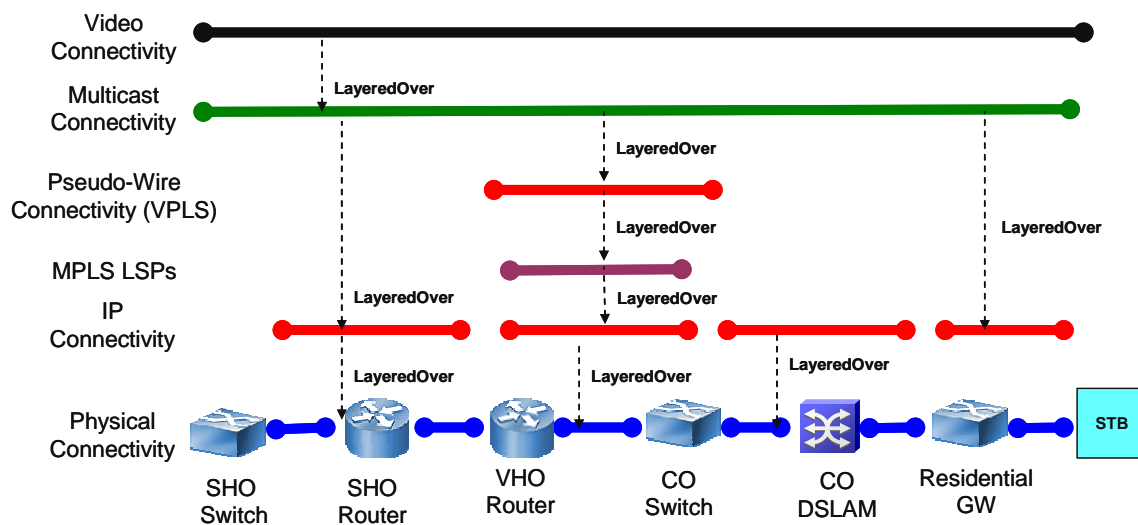 Video
Connectivity
LayeredOver
Multicast
Connectivity
LayeredOver
Pseudo-Wire
Connectivity (VPLS)
LayeredOver
LayeredOver
MPLS LSPs
LayeredOver
LayeredOver
IP
Connectivity
LayeredOver
LayeredOver
LayeredOver
Physical
Connectivity
STB
SHO
Switch
SHO
Router
VHO
Router
CO
Switch
CO
DSLAM
Residential
GW